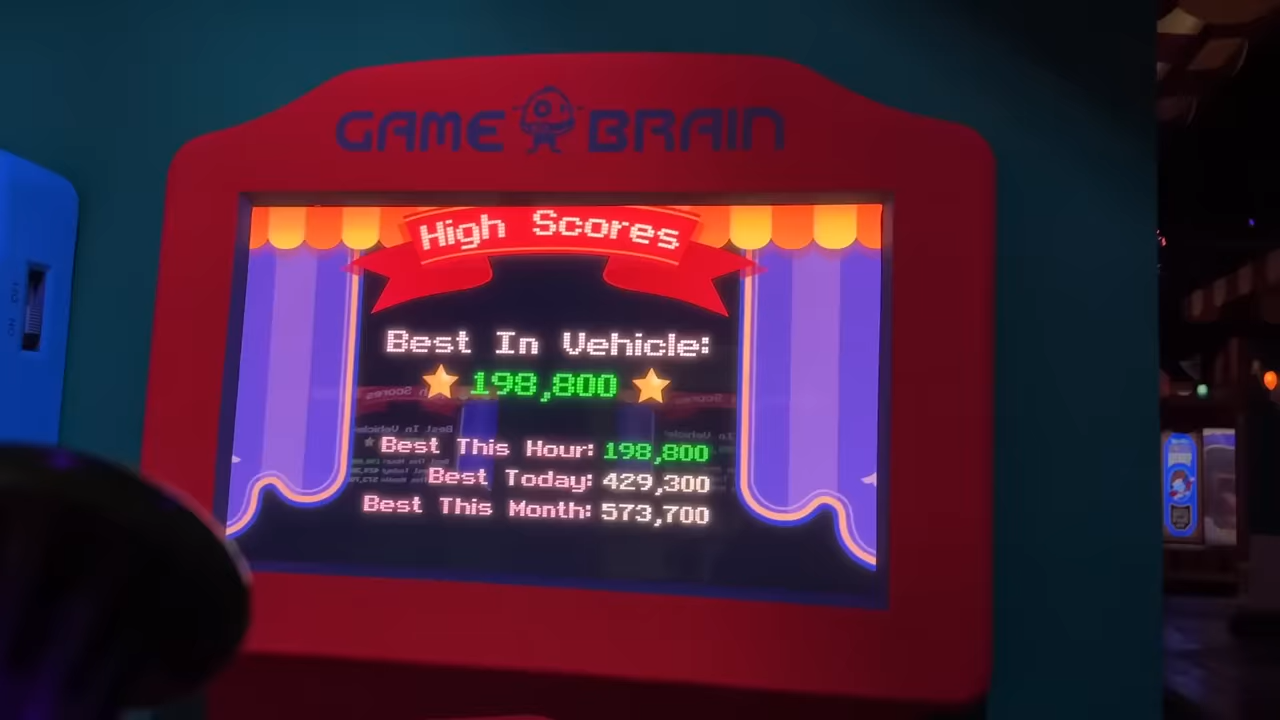 GAME BRAIN
High Scores
Best In Vehicle:
198,800
Best This Hour: 198,800
Best Today: 429,300
Best This Month: 573,700